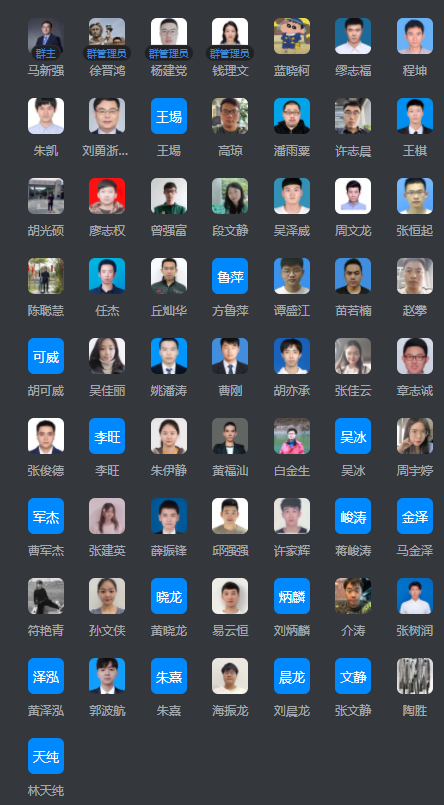 群主 群管理员 群管理员 群管理员
马新强 徐晋鸿 杨建党 钱理文 蓝晓柯 缪志福 程坤
王埸
朱凯 刘勇浙... 王埸 高琼 潘雨粟 许志晨 王棋
胡光硕 廖志权 曾强富 段文静 吴泽威 周文龙 张恒起
鲁萍
陈聪慧 任杰 丘灿华 方鲁萍 谭盛江 苗若楠 赵攀
可威
胡可威 吴佳丽 姚潘涛 曹刚 胡亦承 张佳云 章志诚
李旺 吴冰
张俊德 李旺 朱伊静 黄福汕 白金生 吴冰 周宇婷
军杰 峻涛 金泽
曹军杰 张建英 薛振锋 邱强强 许家辉 蒋峻涛 马金泽
晓龙 炳麟
符艳青 孙文侠 黄晓龙 易云恒 刘炳麟 介涛 张树润
泽泓 朱熹 晨龙 文静
黄泽泓 郭波航 朱熹 海振龙 刘晨龙 张文静 陶胜
天纯
林天纯